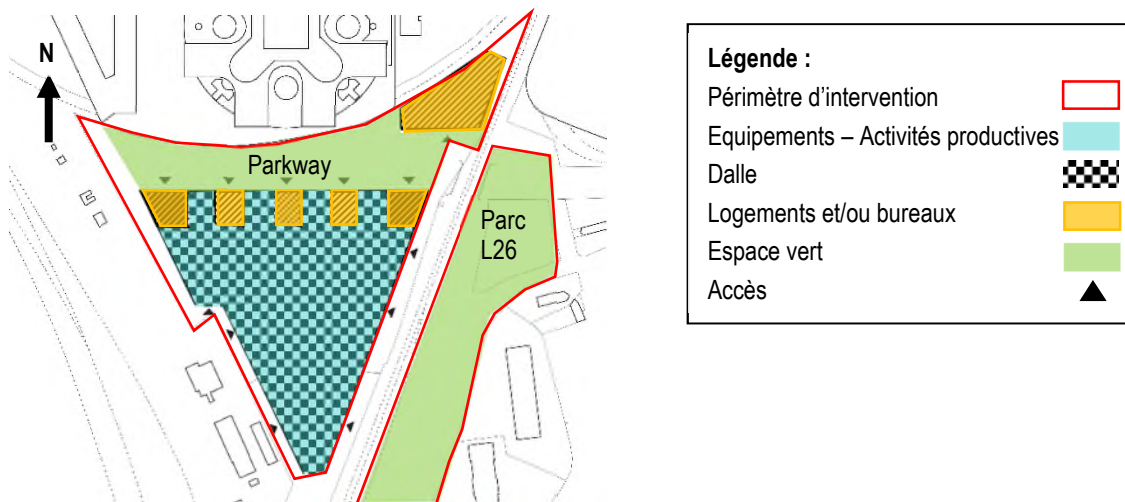 N
Parkway
Parc
L26
Légende :
Périmètre d'intervention
Equipements – Activités productives
Dalle
Logements et/ou bureaux
Espace vert
Accès